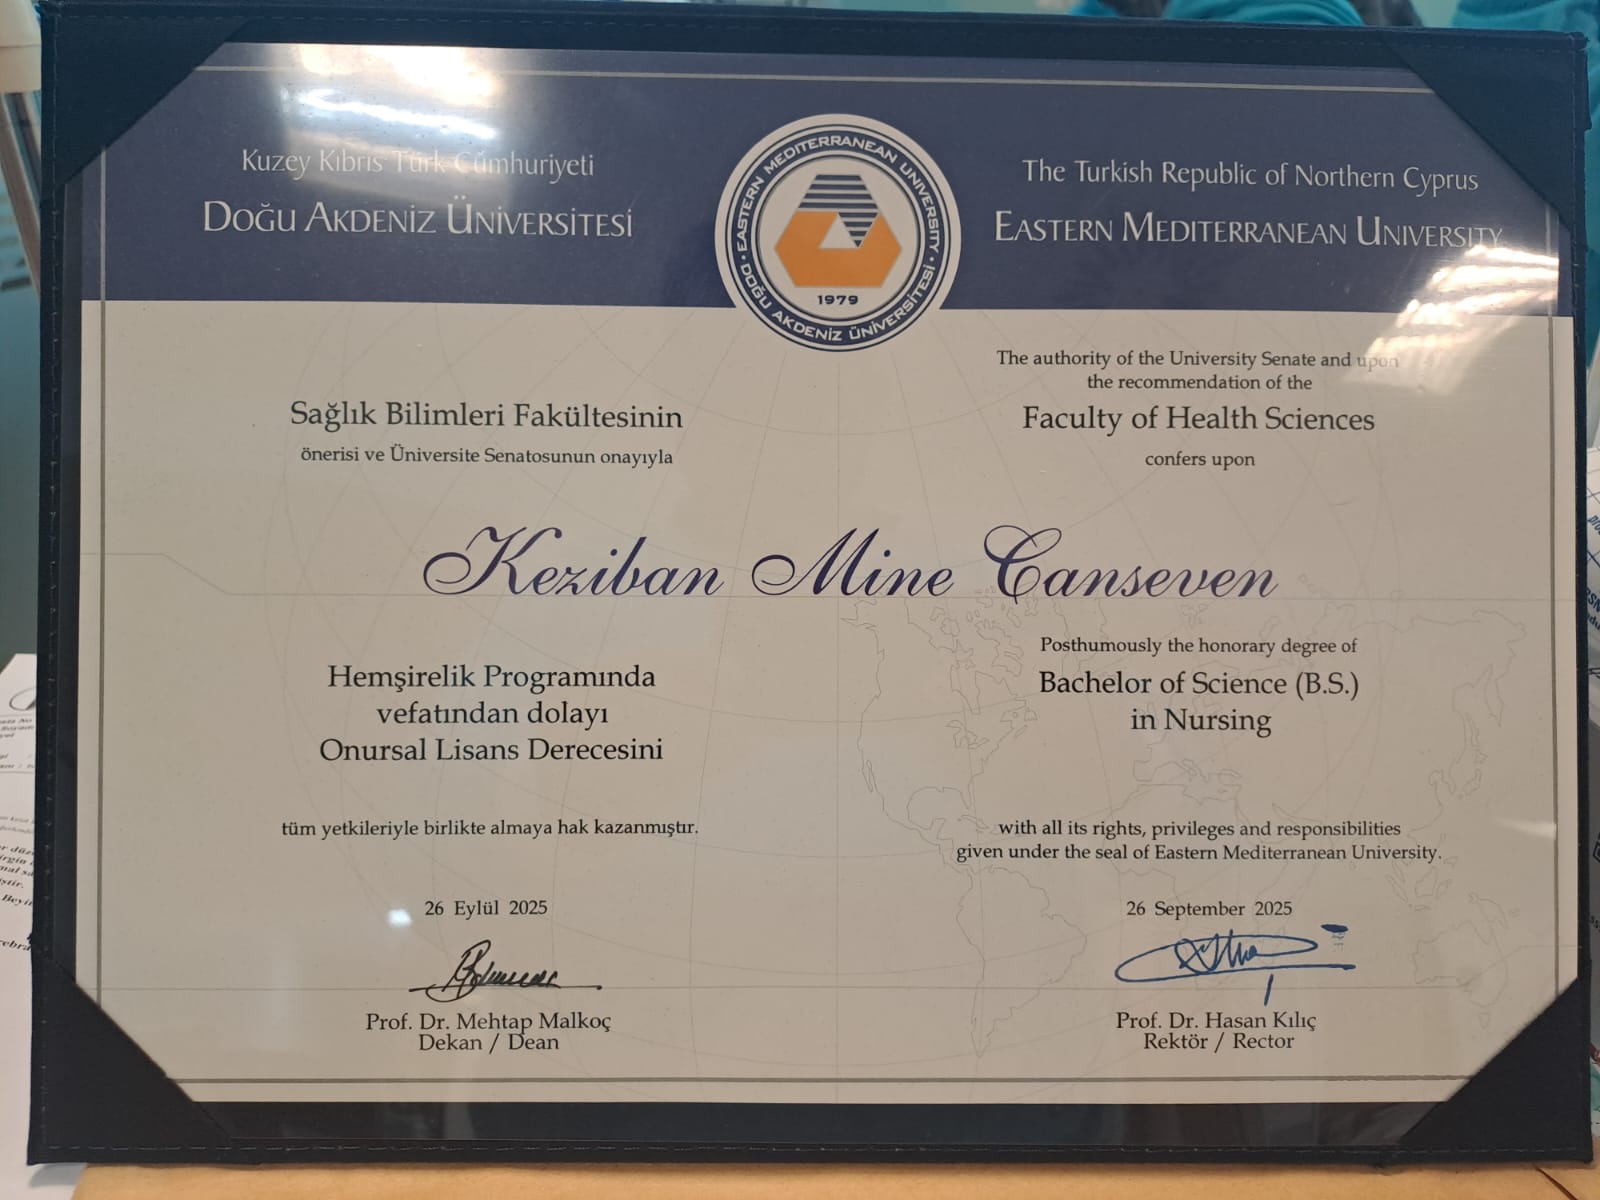 Kuzey Kıbrıs Türk Cumhuriyeti
DOĞU AKDENİZ ÜNİVERSİTESİ
EASTERN MEDITERRANEAN UNIVERSITY
1979
DOĞU AKDENİZ ÜNİVERSİTESİ
The Turkish Republic of Northern Cyprus
EASTERN MEDITERRANEAN UNIVERSITY
Sağlık Bilimleri Fakültesinin
önerisi ve Üniversite Senatosunun onayıyla
The authority of the University Senate and upon
the recommendation of the
Faculty of Health Sciences
confers upon
Keziban Mine Canseven
Hemşirelik Programında
vefatından dolayı
Onursal Lisans Derecesini
tüm yetkileriyle birlikte almaya hak kazanmıştır.
26 Eylül 2025
Prof. Dr. Mehtap Malkoç
Dekan / Dean
Posthumously the honorary degree of
Bachelor of Science (B.S.)
in Nursing
with all its rights, privileges and responsibilities
given under the seal of Eastern Mediterranean University.
26 September 2025
Prof. Dr. Hasan Kılıç
Rektör / Rector